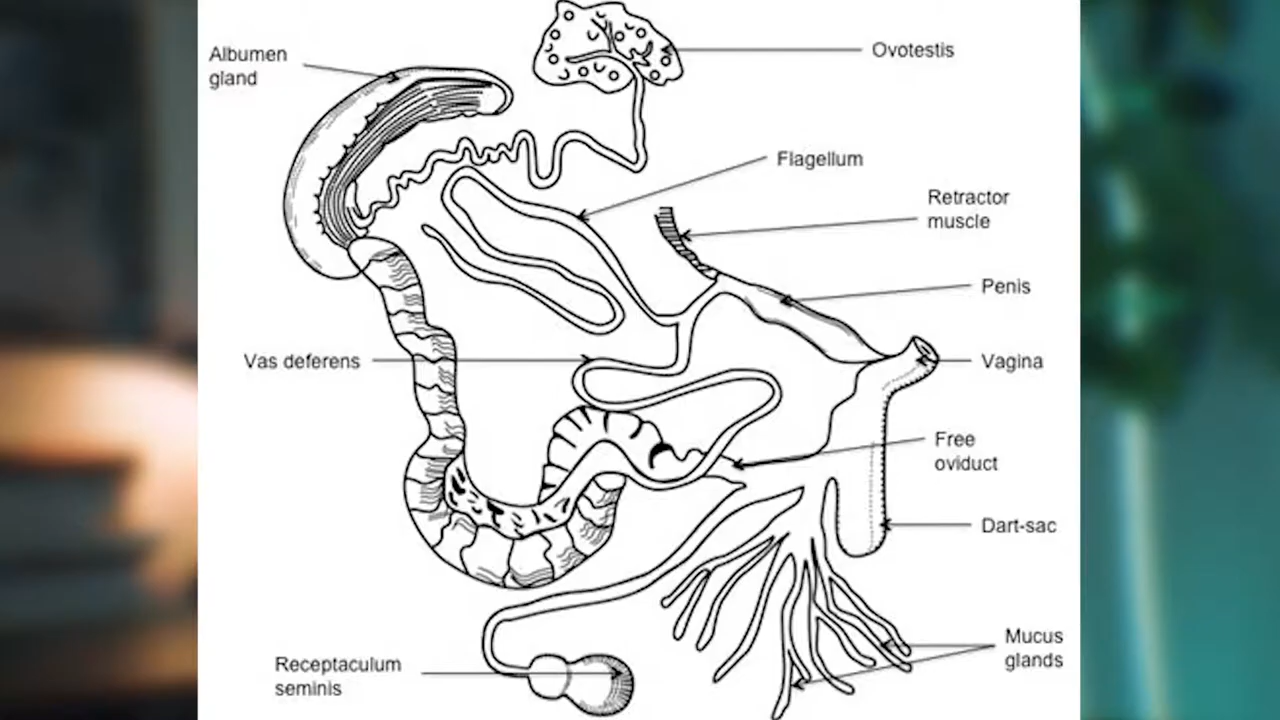 Albumen
gland
Ovotestis
Flagellum
Retractor
muscle
Penis
Vas deferens
Vagina
Free
oviduct
Dart-sac
Receptaculum
seminis
Mucus
glands